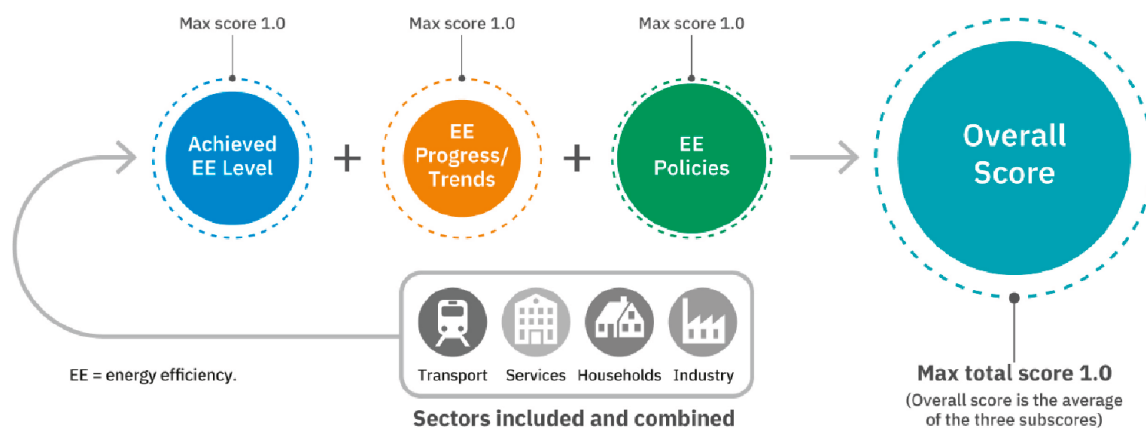 Max score 1.0
Max score 1.0
Max score 1.0
Achieved
EE Level
+
EE
Progress/
Trends
+
EE
Policies
Overall
Score
Transport
Services
Households
Industry
EE = energy efficiency.
Sectors included and combined
Max total score 1.0
(Overall score is the average
of the three subscores)